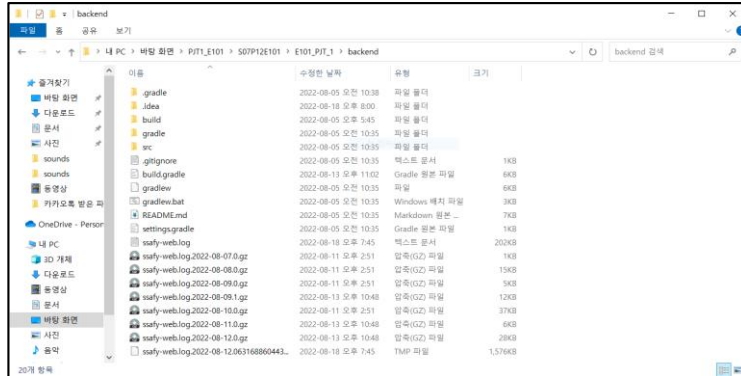 backend
파일 홈 공유 보기
내 PC > 바탕 화면 > PJT1_E101 > S07P12E101 > E101_PJT_1 > backend
backend 검색
이름 수정한 날짜 유형 크기
.gradle 2022-08-05 오전 10:38 파일 폴더
.idea 2022-08-18 오후 8:00 파일 폴더
build 2022-08-05 오후 5:45 파일 폴더
gradle 2022-08-05 오전 10:35 파일 폴더
src 2022-08-05 오전 10:35 파일 폴더
.gitignore 2022-08-05 오전 10:35 텍스트 문서 1KB
build.gradle 2022-08-13 오후 11:02 Gradle 원본 파일 6KB
gradlew 2022-08-05 오전 10:35 파일 6KB
gradlew.bat 2022-08-05 오전 10:35 Windows 배치 파일 3KB
README.md 2022-08-05 오전 10:35 Markdown 원본 ... 7KB
settings.gradle 2022-08-05 오전 10:35 Gradle 원본 파일 1KB
ssafy-web.log 2022-08-18 오후 7:45 텍스트 문서 202KB
ssafy-web.log.2022-08-07.0.gz 2022-08-11 오후 2:51 압축(GZ) 파일 1KB
ssafy-web.log.2022-08-08.0.gz 2022-08-11 오후 2:51 압축(GZ) 파일 15KB
ssafy-web.log.2022-08-09.0.gz 2022-08-11 오후 2:51 압축(GZ) 파일 5KB
ssafy-web.log.2022-08-09.1.gz 2022-08-13 오후 10:48 압축(GZ) 파일 12KB
ssafy-web.log.2022-08-10.0.gz 2022-08-11 오후 2:51 압축(GZ) 파일 37KB
ssafy-web.log.2022-08-11.0.gz 2022-08-13 오후 10:48 압축(GZ) 파일 6KB
ssafy-web.log.2022-08-12.0.gz 2022-08-13 오후 10:48 압축(GZ) 파일 28KB
ssafy-web.log.2022-08-12.063168860443... 2022-08-18 오후 7:45 TMP 파일 1,576KB
즐겨찾기
바탕 화면
다운로드
문서
사진
sounds
sounds
동영상
카카오톡 받은 파
OneDrive - Person
내 PC
3D 개체
다운로드
동영상
문서
바탕 화면
사진
음악
20개 항목